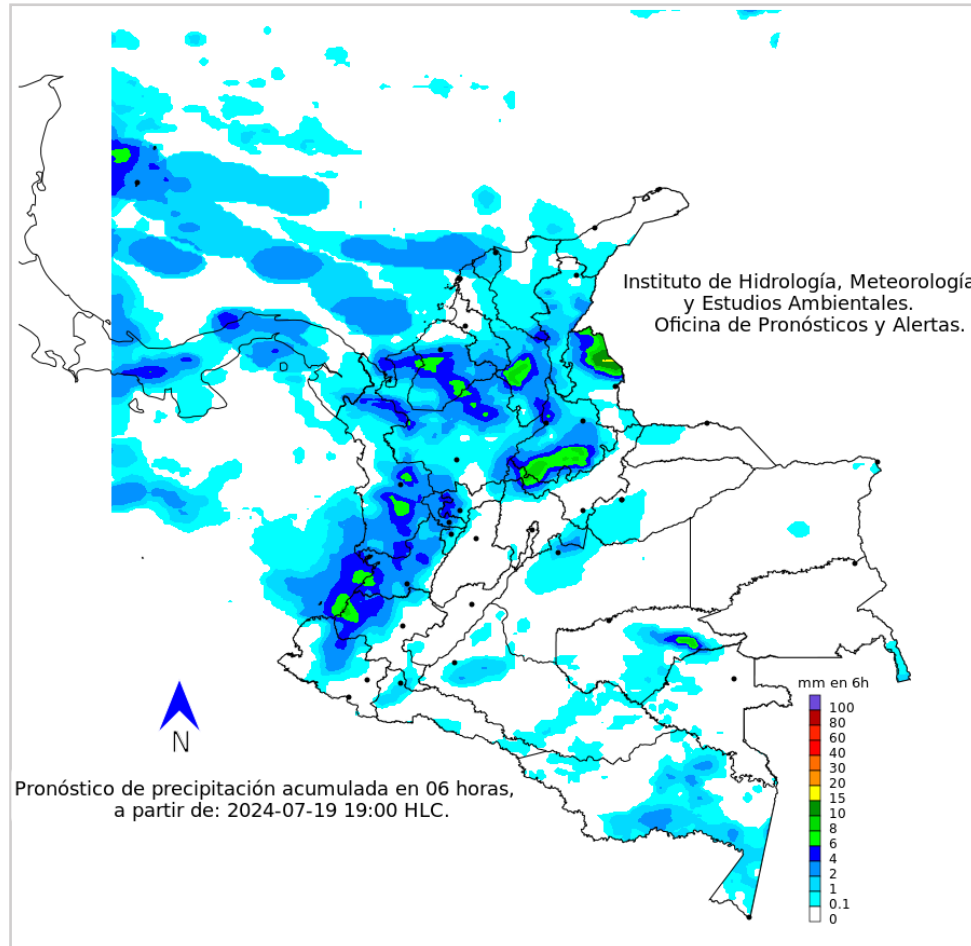 Instituto de Hidrología, Meteorología
y Estudios Ambientales.
Oficina de Pronósticos y Alertas.
mm en 6h
100
80
60
40
30
20
15
10
8
6
4
2
1
0.1
0
N
Pronóstico de precipitación acumulada en 06 horas,
a partir de: 2024-07-19 19:00 HLC.